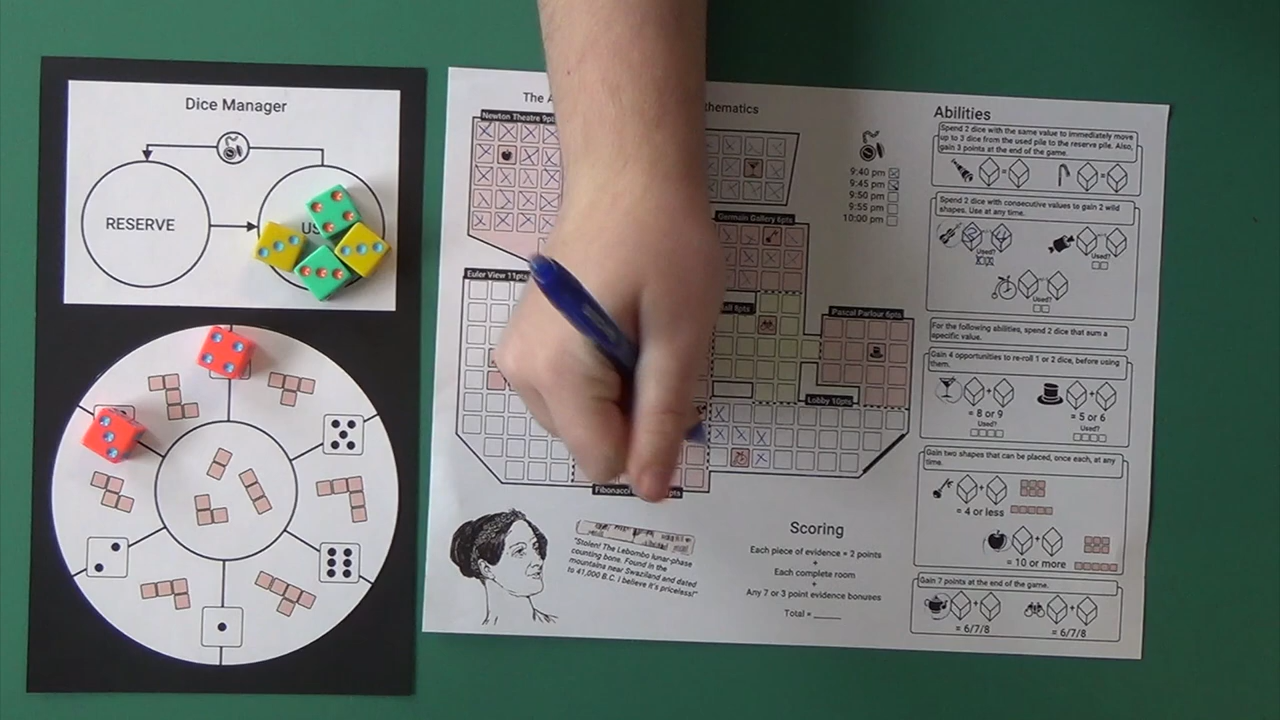 Dice Manager
RESERVE
Newton Theatre 9pts
Germain Gallery 6pts
Euler View 11pts
Pascal Parlour 6pts
Lobby 10pts
9:40 pm
9:45 pm
9:50 pm
9:55 pm
10:00 pm
"Stolen! The Lebombo lunar-phase
counting bone. Found in the
mountains near Swaziland and dated
to 41,000 B.C. I believe it's priceless!"
Scoring
Each piece of evidence = 2 points
+
Each complete room
+
Any 7 or 3 point evidence bonuses
Total =
Abilities
Spend 2 dice with the same value to immediately move
up to 3 dice from the used pile to the reserve pile. Also,
gain 3 points at the end of the game.
= =
Spend 2 dice with consecutive values to gain 2 wild
shapes. Use at any time.
Used?
Used?
Used?
For the following abilities, spend 2 dice that sum a
specific value.
Gain 4 opportunities to re-roll 1 or 2 dice, before using
them.
+ +
= 8 or 9 = 5 or 6
Used? Used?
Gain two shapes that can be placed, once each, at any
time.
+
= 4 or less
+
= 10 or more
Gain 7 points at the end of the game.
+ +
= 6/7/8 = 6/7/8